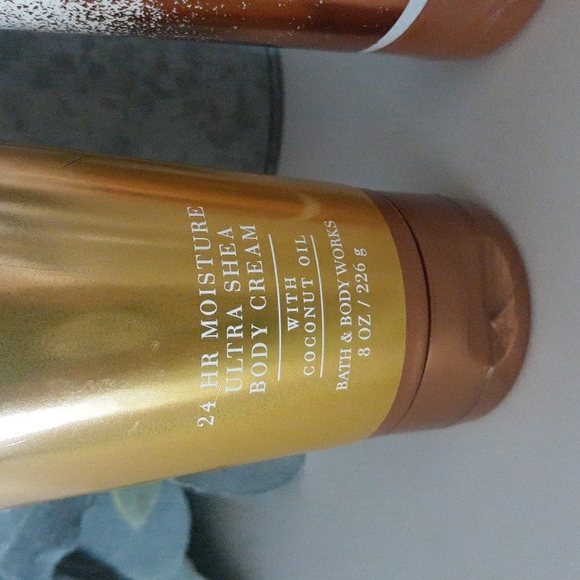 24 HR MOISTURE
ULTRA SHEA
BODY CREAM
WITH
COCONUT OIL
BATH & BODY WORKS
8 OZ / 226 g